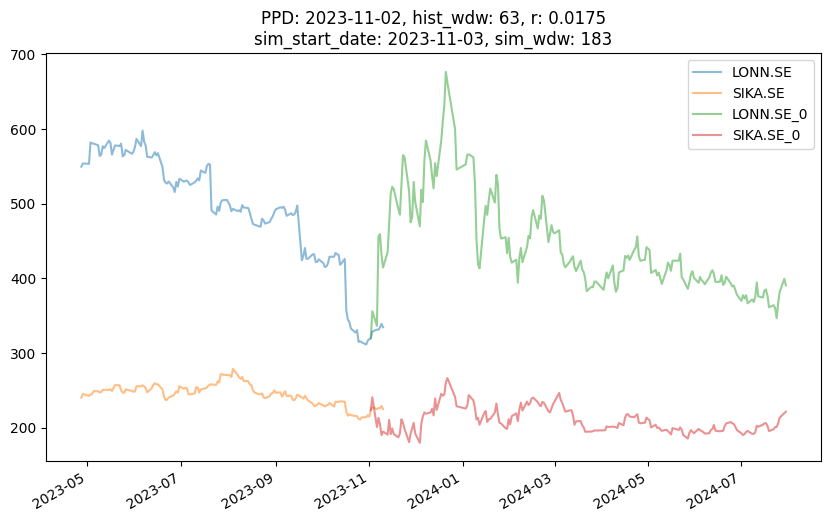 PPD: 2023-11-02, hist_wdw: 63, r: 0.0175
sim_start_date: 2023-11-03, sim_wdw: 183
700
600
500
400
300
200
LONN.SE
SIKA.SE
LONN.SE_0
SIKA.SE_0
2023-05
2023-07
2023-09
2023-11
2024-01
2024-03
2024-05
2024-07